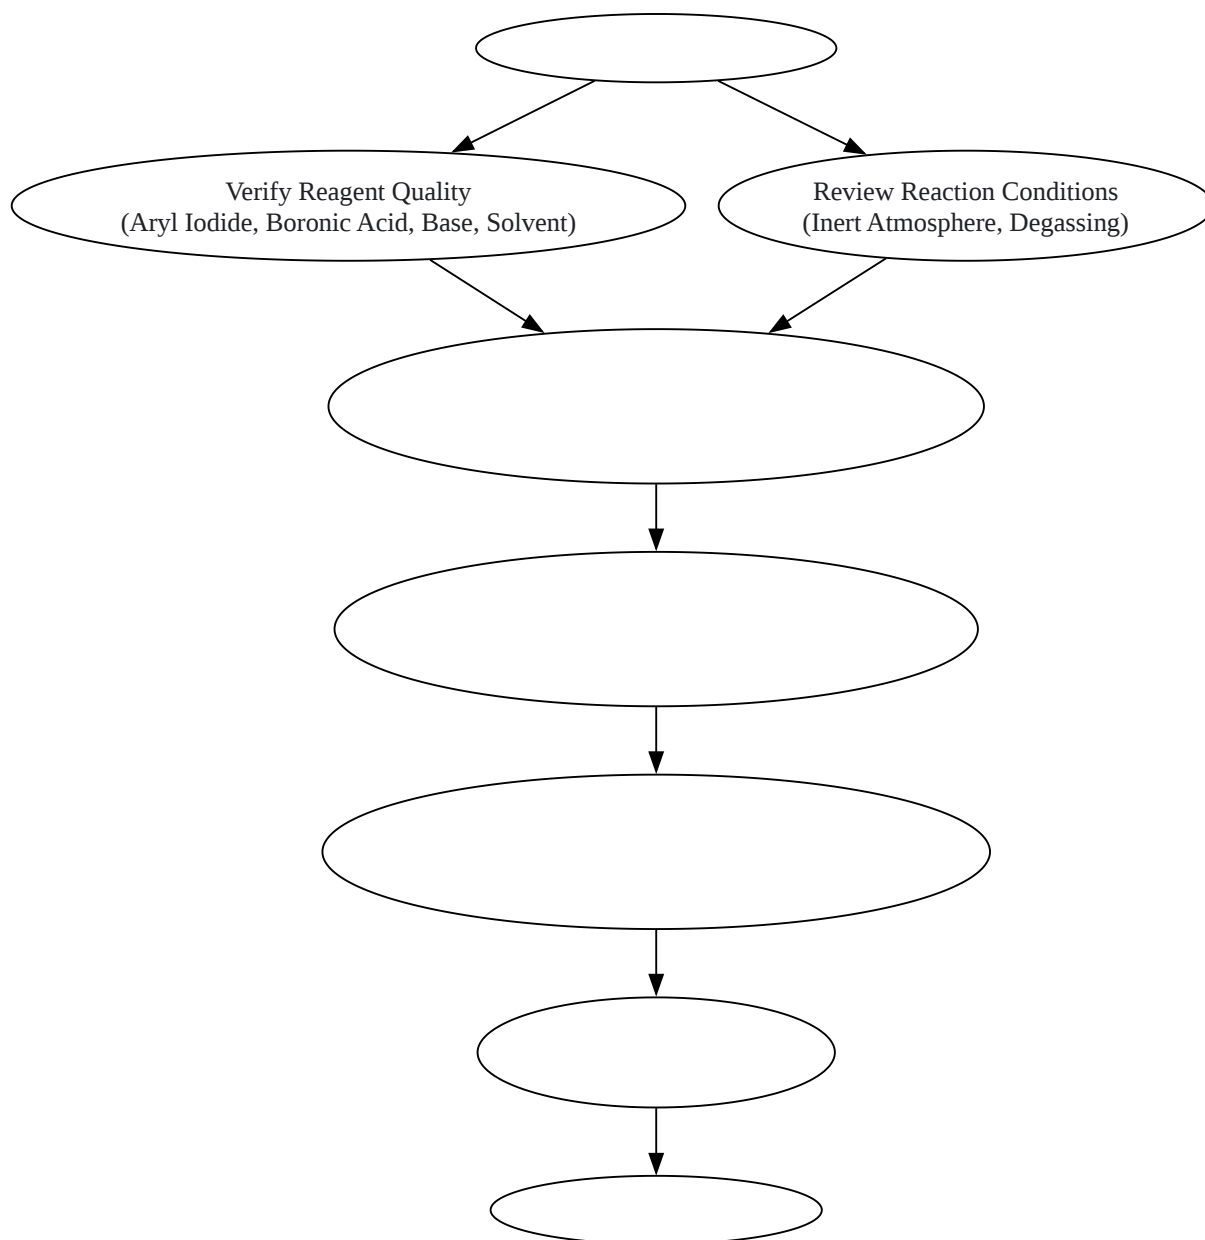 Verify Reagent Quality
(Aryl Iodide, Boronic Acid, Base, Solvent)
Review Reaction Conditions
(Inert Atmosphere, Degassing)